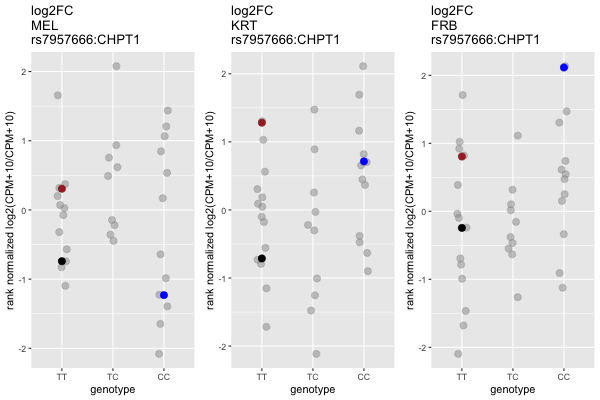 log2FC
MEL
rs7957666:CHPT1
rank normalized log2(CPM+10/CPM+10)
2
1
0
-1
-2
TT
TC
CC
genotype
log2FC
KRT
rs7957666:CHPT1
rank normalized log2(CPM+10/CPM+10)
2
1
0
-1
-2
TT
TC
CC
genotype
log2FC
FRB
rs7957666:CHPT1
rank normalized log2(CPM+10/CPM+10)
2
1
0
-1
-2
TT
TC
CC
genotype